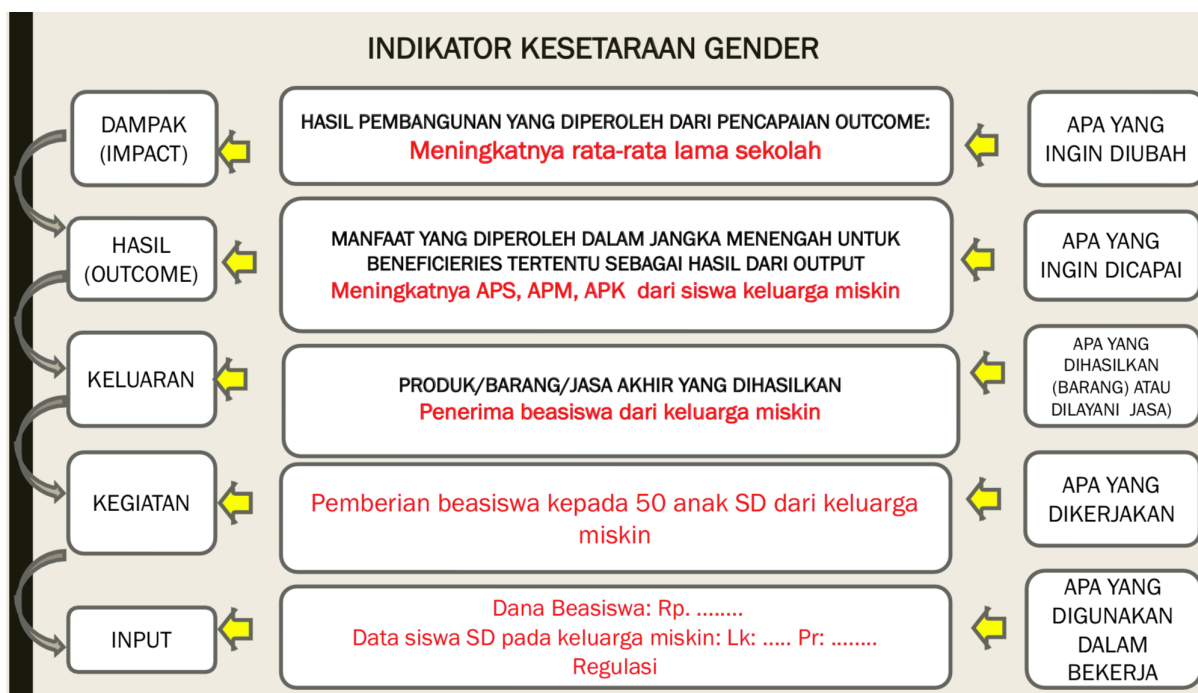 INDIKATOR KESETARAAN GENDER
DAMPAK
(IMPACT)
HASIL PEMBANGUNAN YANG DIPEROLEH DARI PENCAPAIAN OUTCOME:
Meningkatnya rata-rata lama sekolah
APA YANG
INGIN DIUBAH
HASIL
(OUTCOME)
MANFAAT YANG DIPEROLEH DALAM JANGKA MENENGAH UNTUK
BENEFICIERIES TERTENTU SEBAGAI HASIL DARI OUTPUT
Meningkatnya APS, APM, APK dari siswa keluarga miskin
APA YANG
INGIN DICAPAI
KELUARAN
PRODUK/BARANG/JASA AKHIR YANG DIHASILKAN
Penerima beasiswa dari keluarga miskin
APA YANG
DIHASILKAN
(BARANG) ATAU
DILAYANI JASA)
KEGIATAN
Pemberian beasiswa kepada 50 anak SD dari keluarga
miskin
APA YANG
DIKERJAKAN
INPUT
Dana Beasiswa: Rp. ........
Data siswa SD pada keluarga miskin: Lk: ..... Pr: ........
Regulasi
APA YANG
DIGUNAKAN
DALAM
BEKERJA